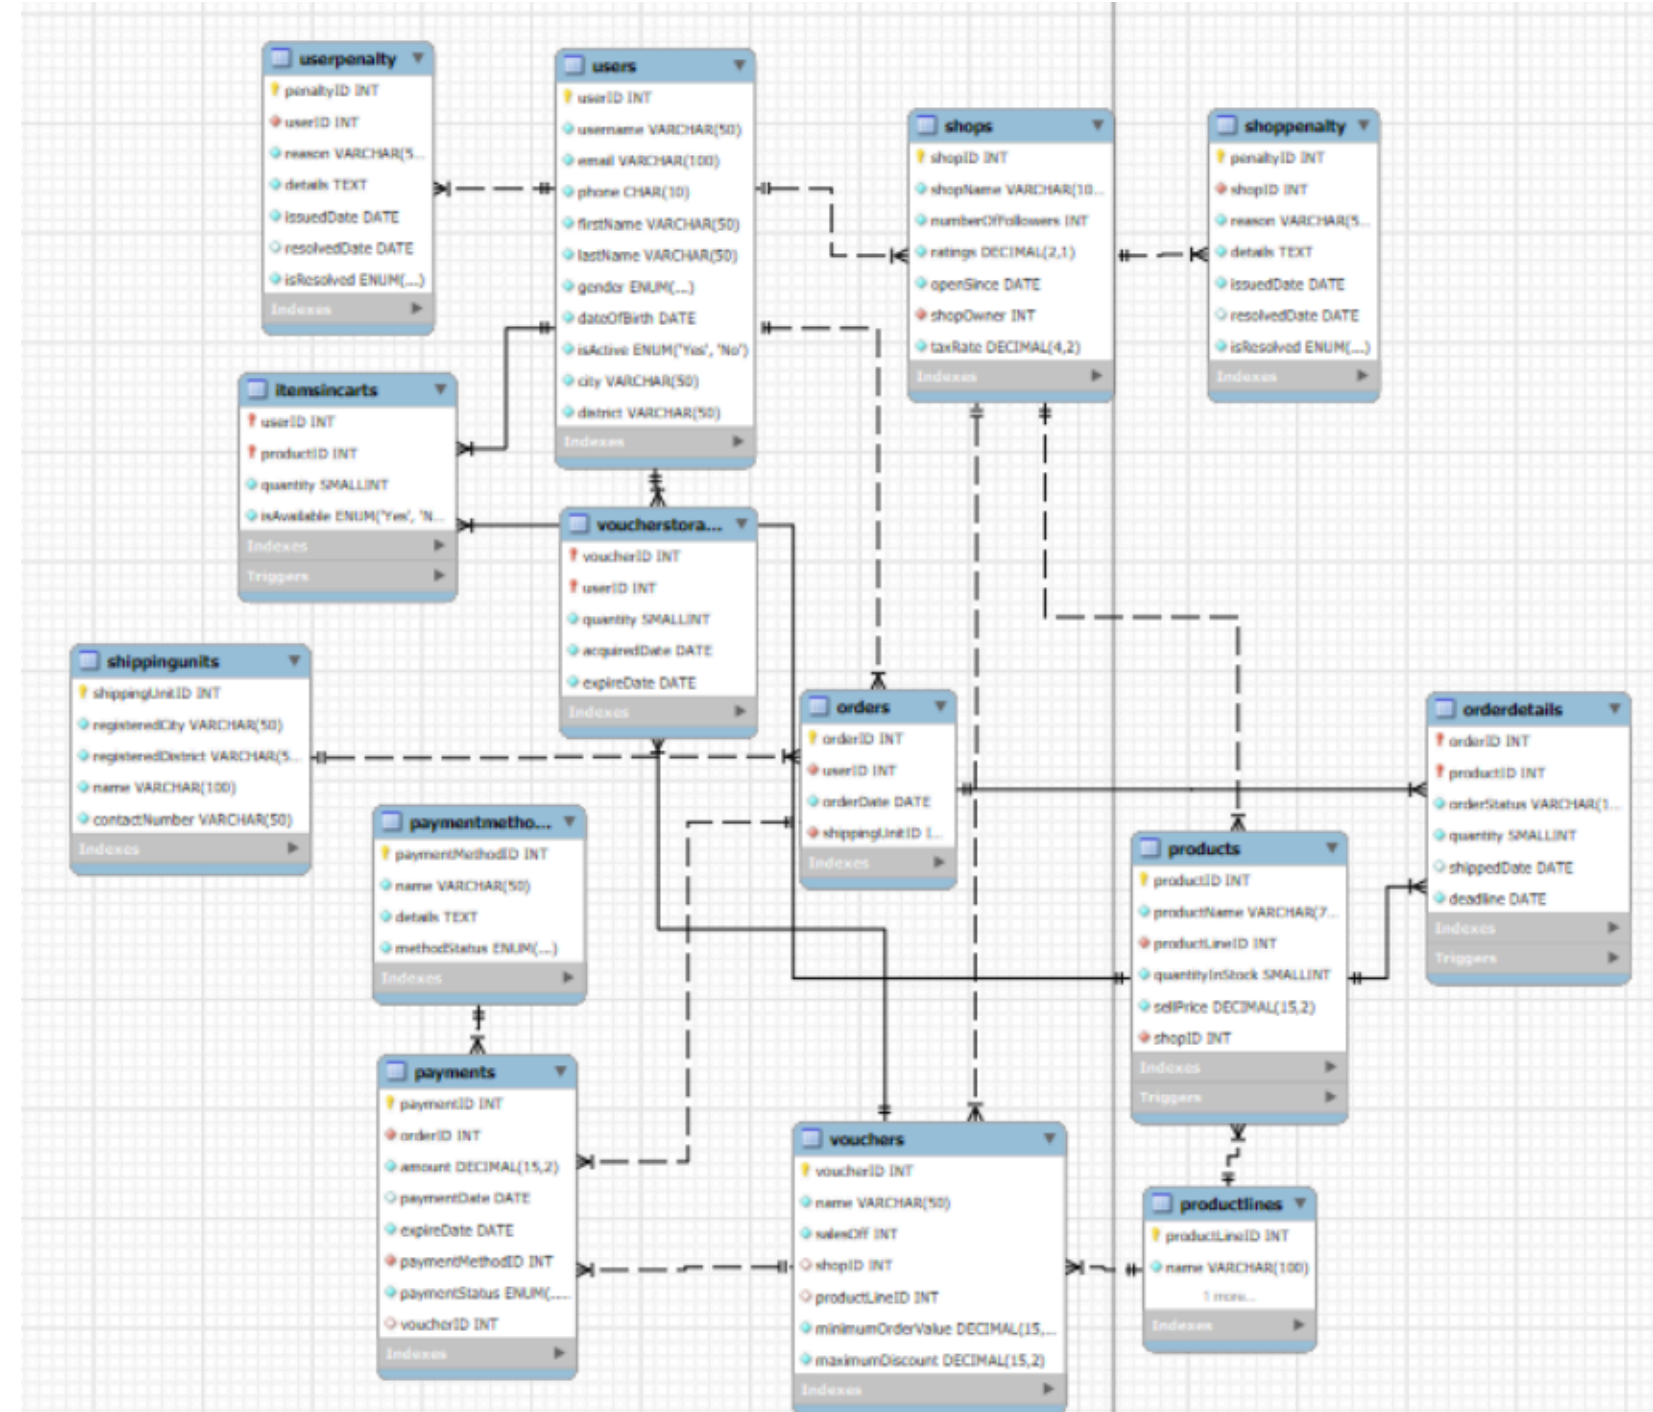 userpenalty
penaltyID INT
userID INT
reason VARCHAR(5...
details TEXT
issuedDate DATE
resolvedDate DATE
isResolved ENUM(...)
Indexes
users
userID INT
username VARCHAR(50)
email VARCHAR(100)
phone CHAR(10)
firstName VARCHAR(50)
lastName VARCHAR(50)
gender ENUM(...)
dateOfBirth DATE
isActive ENUM('Yes', 'No')
city VARCHAR(50)
district VARCHAR(50)
Indexes
shops
shopID INT
shopName VARCHAR(10...
numberOfFollowers INT
ratings DECIMAL(2,1)
openSince DATE
shopOwner INT
taxRate DECIMAL(4,2)
Indexes
shoppenalty
penaltyID INT
shopID INT
reason VARCHAR(5...
details TEXT
issuedDate DATE
resolvedDate DATE
isResolved ENUM(...)
Indexes
itemsincarts
userID INT
productID INT
quantity SMALLINT
isAvailable ENUM('Yes', 'N...
Indexes
Triggers
voucherstora...
voucherID INT
userID INT
quantity SMALLINT
acquiredDate DATE
expireDate DATE
Indexes
shippingunits
shippingUnitID INT
registeredCity VARCHAR(50)
registeredDistrict VARCHAR(5...
name VARCHAR(100)
contactNumber VARCHAR(50)
Indexes
orders
orderID INT
userID INT
orderDate DATE
shippingUnitID I...
Indexes
orderdetails
orderID INT
productID INT
orderStatus VARCHAR(1...
quantity SMALLINT
shippedDate DATE
deadline DATE
Indexes
Triggers
paymentmetho...
paymentMethodID INT
name VARCHAR(50)
details TEXT
methodStatus ENUM(...)
Indexes
products
productID INT
productName VARCHAR(7...
productLineID INT
quantityInStock SMALLINT
sellPrice DECIMAL(15,2)
shopID INT
Indexes
Triggers
payments
paymentID INT
orderID INT
amount DECIMAL(15,2)
paymentDate DATE
expireDate DATE
paymentMethodID INT
paymentStatus ENUM(......
voucherID INT
Indexes
vouchers
voucherID INT
name VARCHAR(50)
salesOff INT
shopID INT
productLineID INT
minimumOrderValue DECIMAL(15,...
maximumDiscount DECIMAL(15,2)
Indexes
productlines
productLineID INT
name VARCHAR(100)
1 more...
Indexes